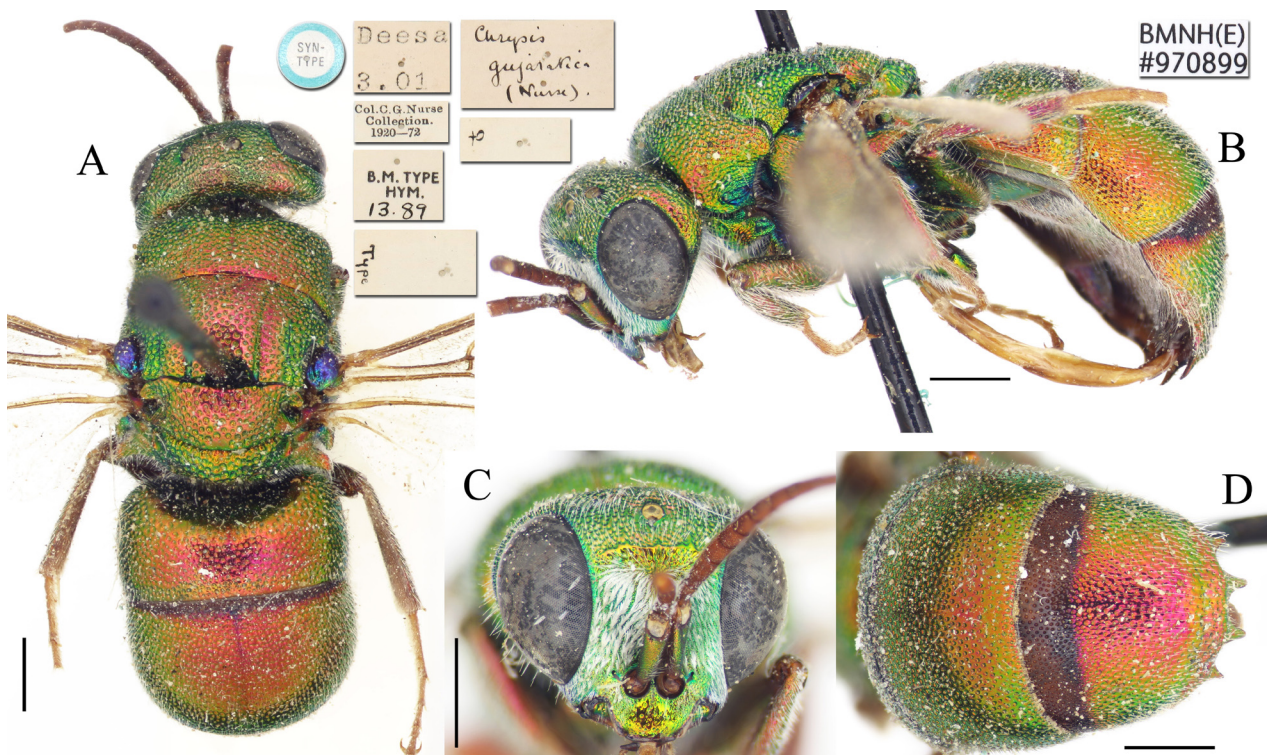 SYN-
TYPE
Deesa
3.01
Col. C. G. Nurse
Collection.
1920—72
B.M. TYPE
HYM.
13.89
Type
Chrysis
gujaratica
(Nurse).
BMNH(E)
#970899
A
B
C
D